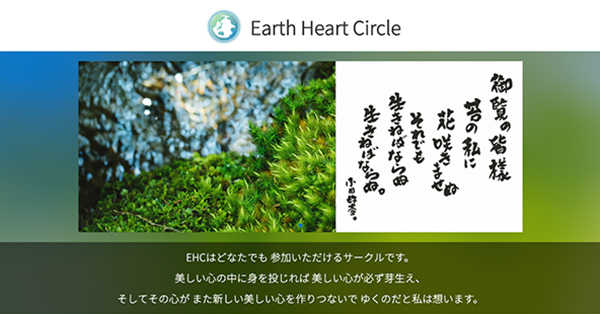 Earth Heart Circle
御覧の皆様
苔の私に
花咲きませぬ
それでも
生きねばならぬ
生きねばならぬ。
EHCはどなたでも 参加いただけるサークルです。
美しい心の中に身を投じれば 美しい心が必ず芽生え、
そしてその心が また新しい美しい心を作りつないで ゆくのだと私は想います。